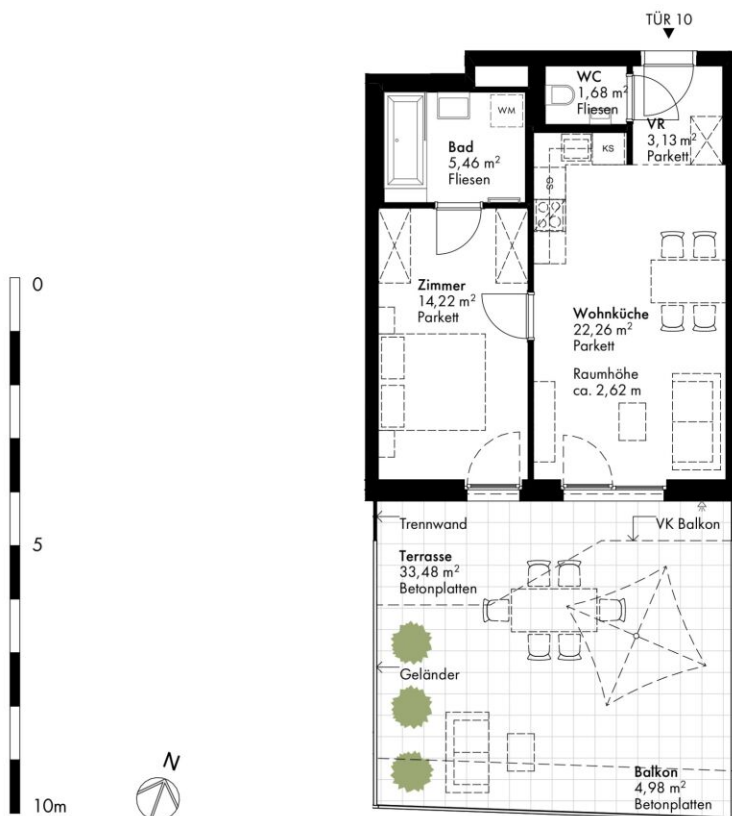 TÜR 10
WC
1,68 m²
Fliesen
VR
3,13 m²
Parkett
WM
Bad
5,46 m²
Fliesen
KS
GS
Zimmer
14,22 m²
Parkett
Wohnküche
22,26 m²
Parkett
Raumhöhe
ca. 2,62 m
0
5
10m
N
Trennwand
VK Balkon
Terrasse
33,48 m²
Betonplatten
Geländer
Balkon
4,98 m²
Betonplatten